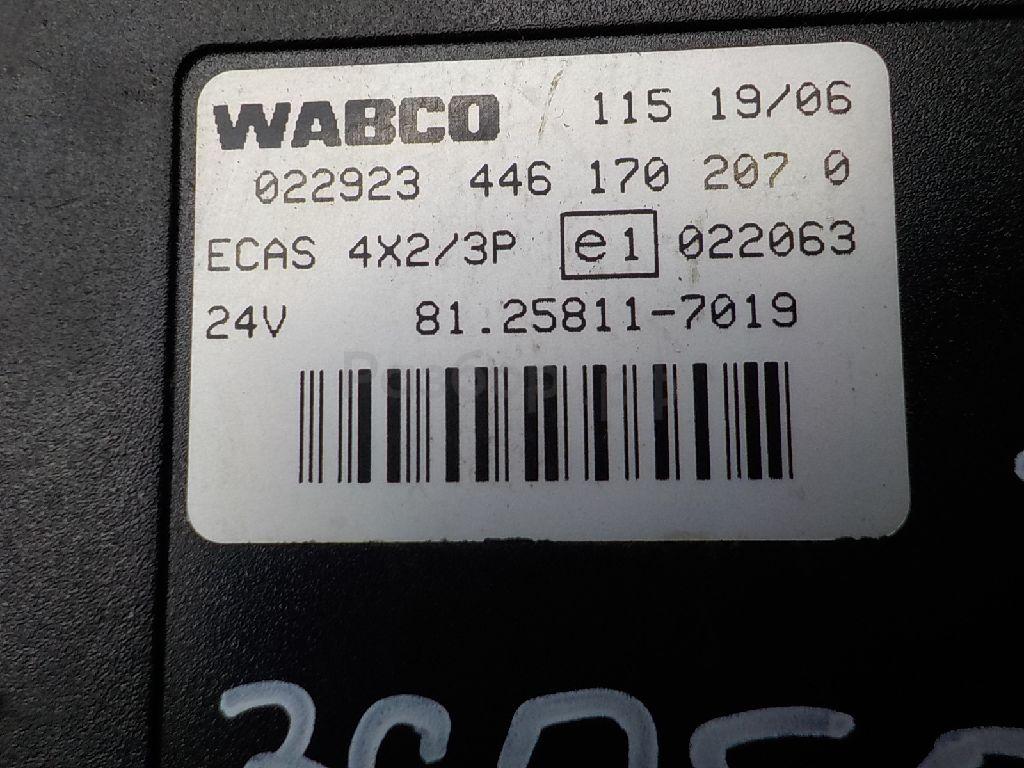 WABCO 115 19/06
022923 446 170 207 0
ECAS 4X2/3P e1 022063
24V 81.25811-7019